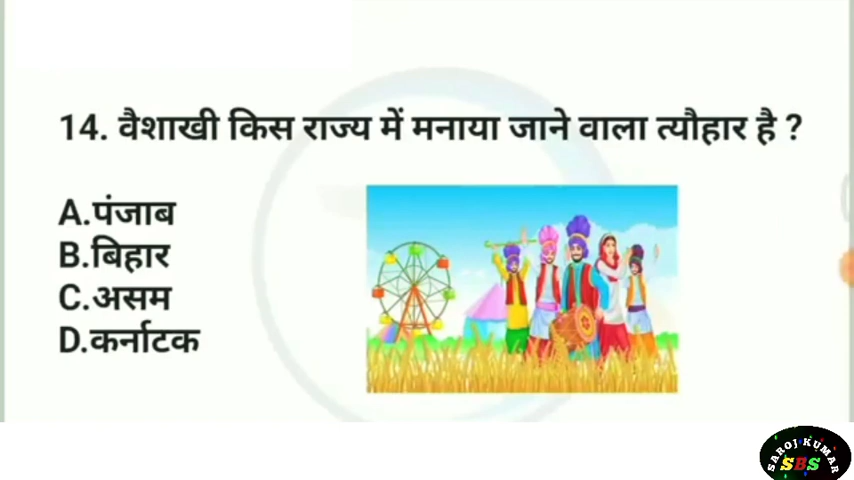 14. वैशाखी किस राज्य में मनाया जाने वाला त्यौहार है ?
A.पंजाब
B.बिहार
C.असम
D.कर्नाटक
SAROJ KUMAR
SBS